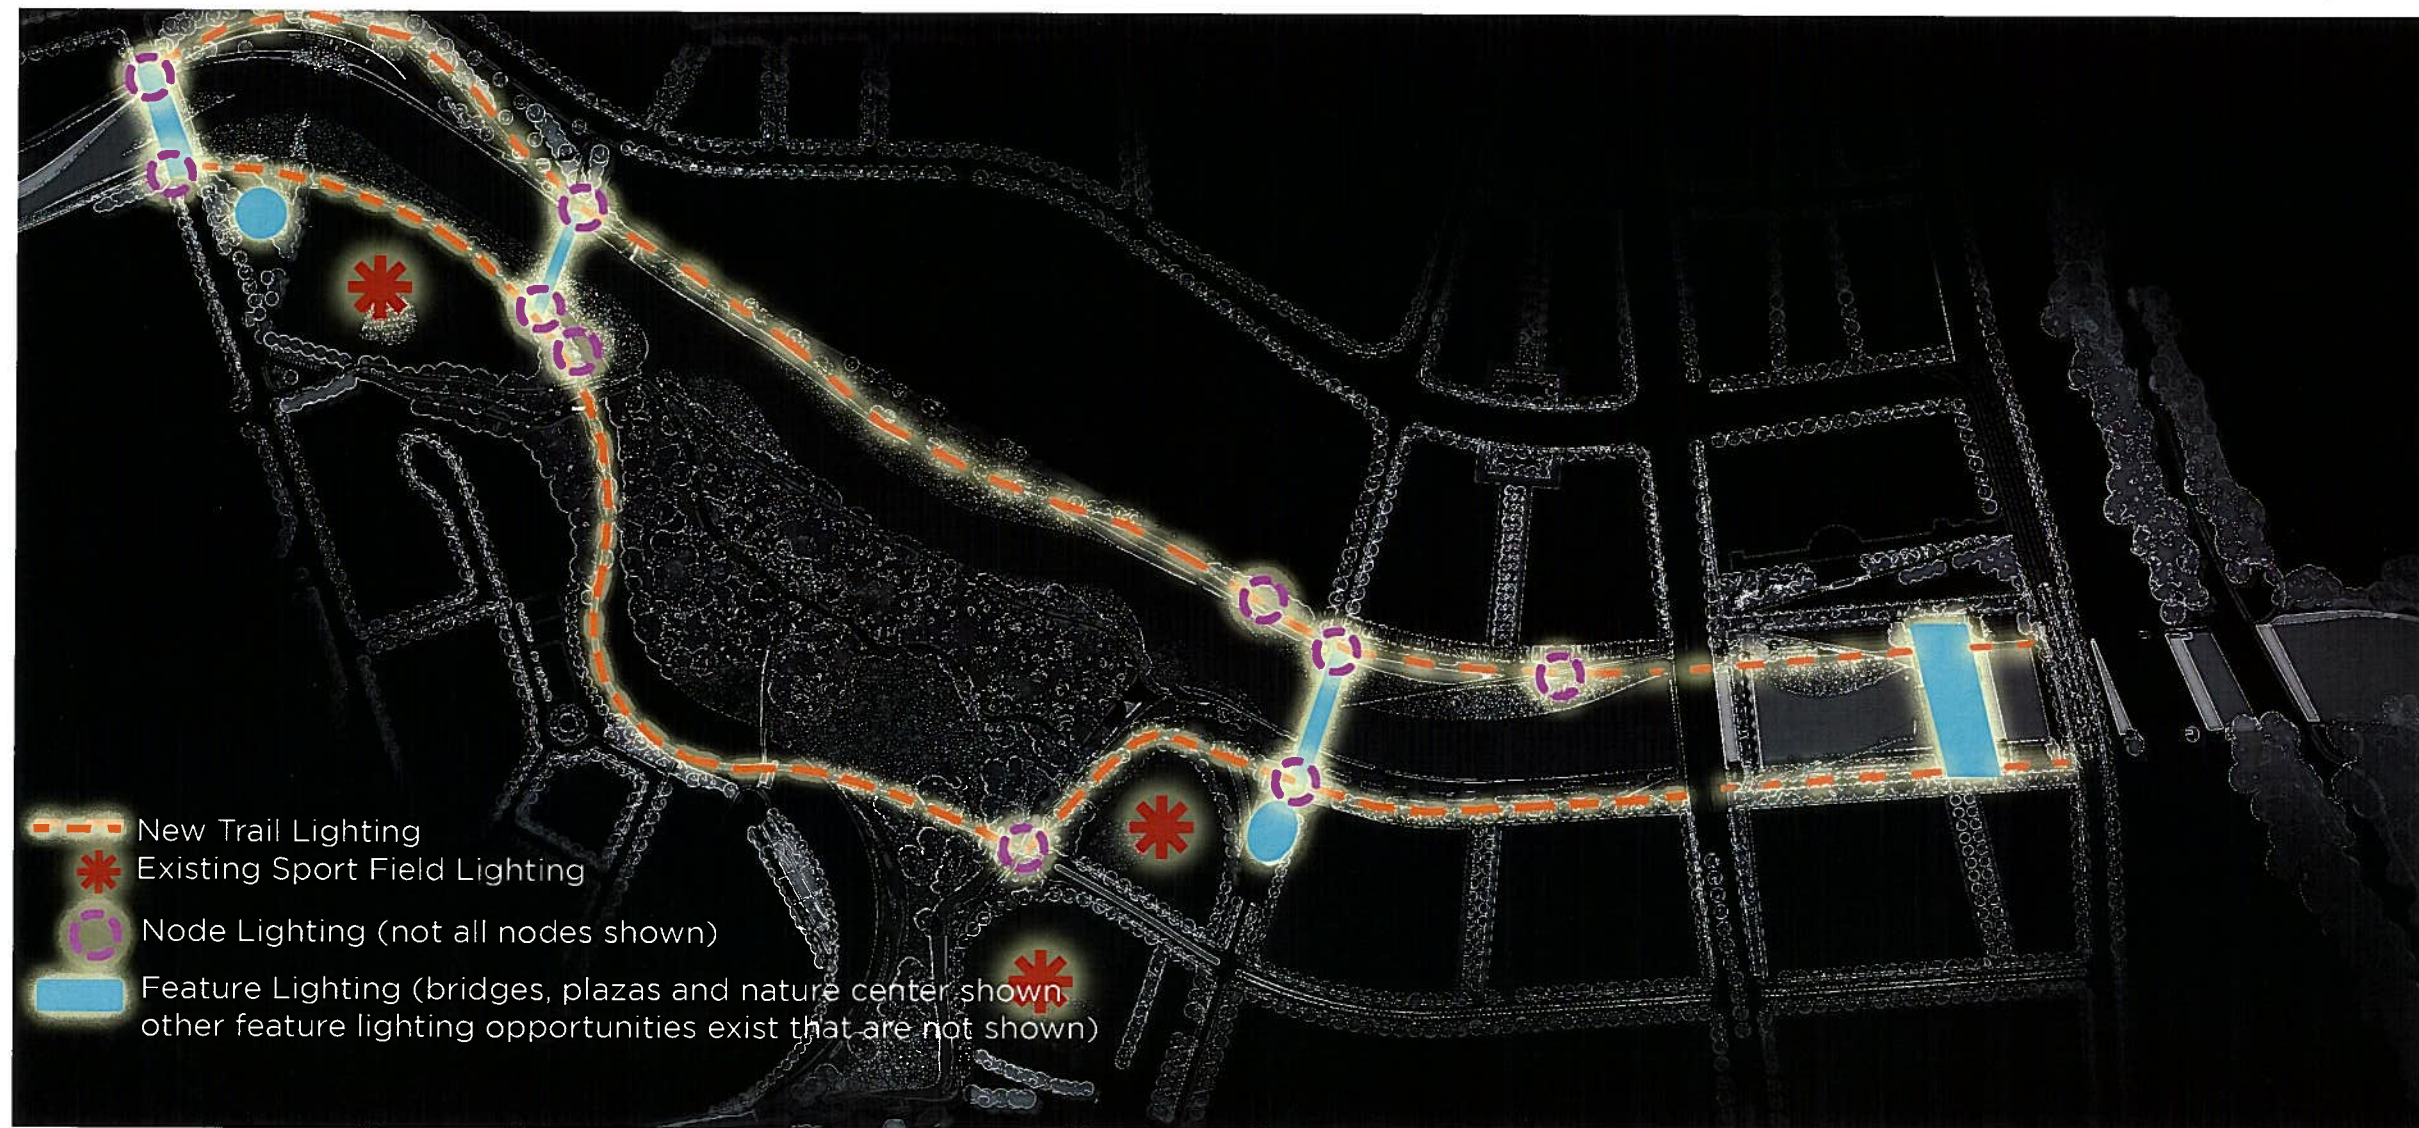 New Trail Lighting
Existing Sport Field Lighting
Node Lighting (not all nodes shown)
Feature Lighting (bridges, plazas and nature center shown
other feature lighting opportunities exist that are not shown)